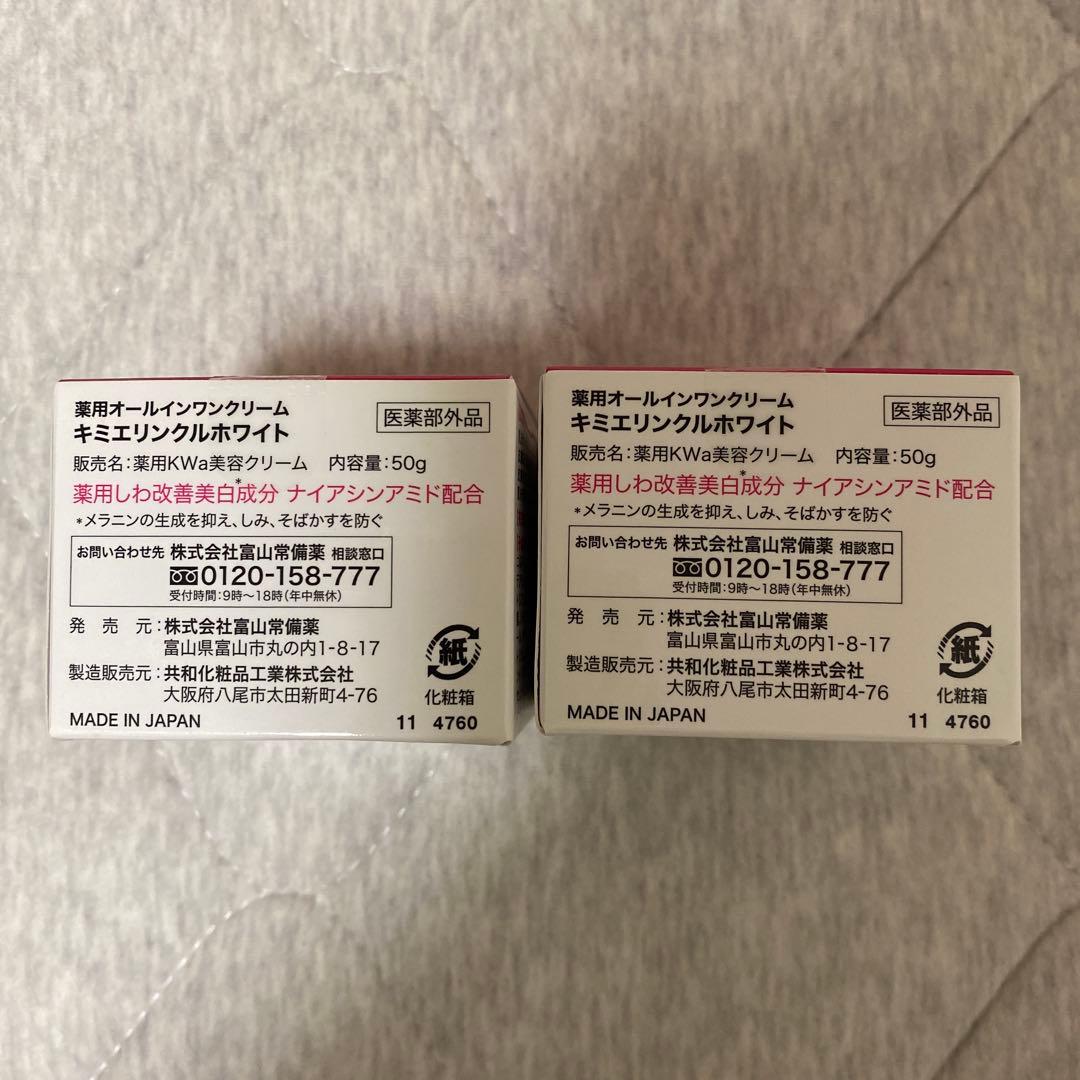 薬用オールインワンクリーム
キミエリンクルホワイト
医薬部外品
販売名:薬用KWa美容クリーム 内容量:50g
薬用しわ改善美白*成分 ナイアシンアミド配合
*メラニンの生成を抑え、しみ、そばかすを防ぐ
お問い合わせ先 株式会社富山常備薬 相談窓口
0120-158-777
受付時間:9時～18時(年中無休)
発売元:株式会社富山常備薬
富山県富山市丸の内1-8-17
製造販売元:共和化粧品工業株式会社
大阪府八尾市太田新町4-76
紙
化粧箱
MADE IN JAPAN
11 4760
薬用オールインワンクリーム
キミエリンクルホワイト
医薬部外品
販売名:薬用KWa美容クリーム 内容量:50g
薬用しわ改善美白*成分 ナイアシンアミド配合
*メラニンの生成を抑え、しみ、そばかすを防ぐ
お問い合わせ先 株式会社富山常備薬 相談窓口
0120-158-777
受付時間:9時～18時(年中無休)
発売元:株式会社富山常備薬
富山県富山市丸の内1-8-17
製造販売元:共和化粧品工業株式会社
大阪府八尾市太田新町4-76
紙
化粧箱
MADE IN JAPAN
11 4760